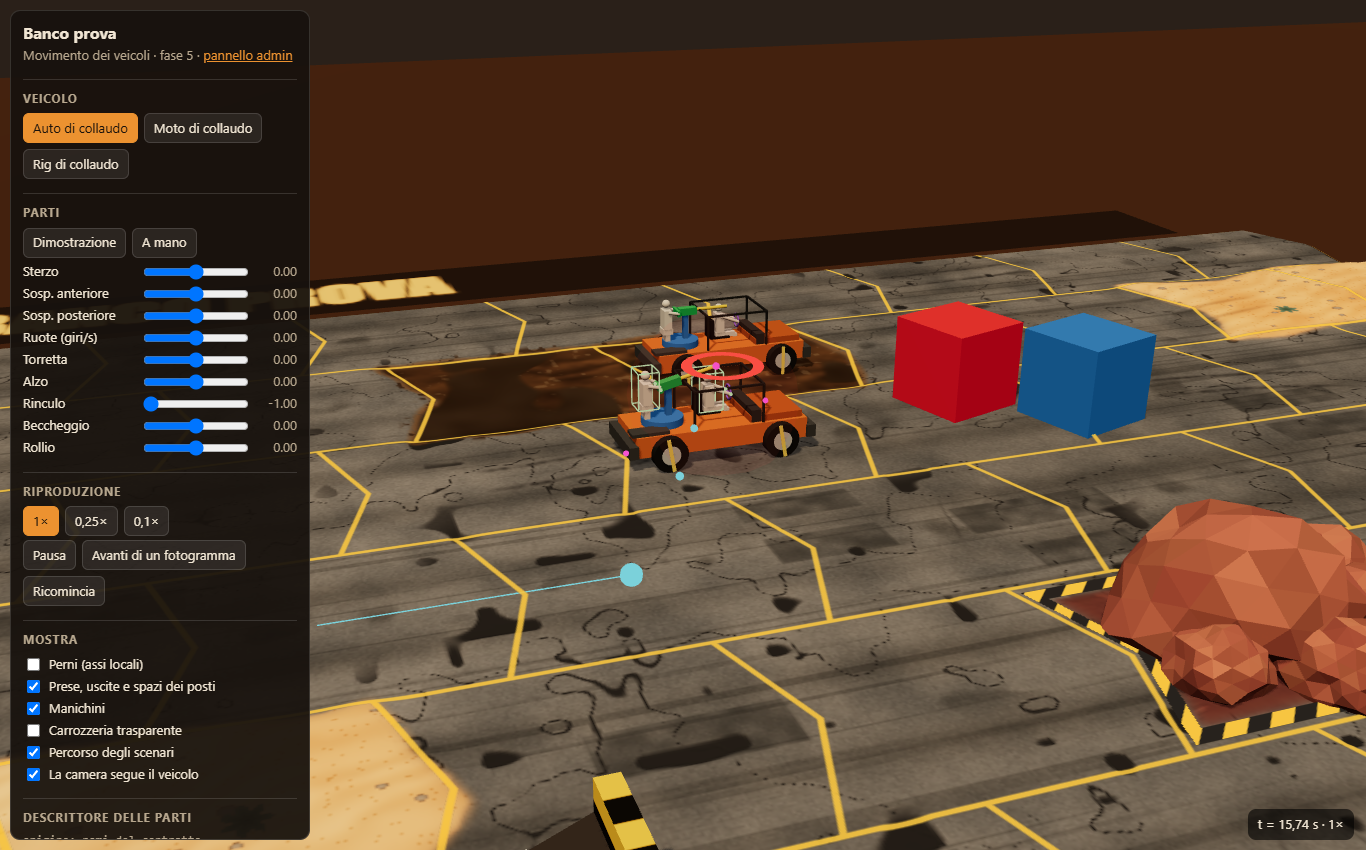 Banco prova
Movimento dei veicoli · fase 5 · pannello admin
VEICOLO
Auto di collaudo
Moto di collaudo
Rig di collaudo
PARTI
Dimostrazione
A mano
Sterzo 0.00
Sosp. anteriore 0.00
Sosp. posteriore 0.00
Ruote (giri/s) 0.00
Torretta 0.00
Alzo 0.00
Rinculo -1.00
Beccheggio 0.00
Rollio 0.00
RIPRODUZIONE
1× 0,25× 0,1×
Pausa
Avanti di un fotogramma
Ricomincia
MOSTRA
Perni (assi locali)
Prese, uscite e spazi dei posti
Manichini
Carrozzeria trasparente
Percorso degli scenari
La camera segue il veicolo
DESCRITTORE DELLE PARTI
t = 15,74 s · 1×